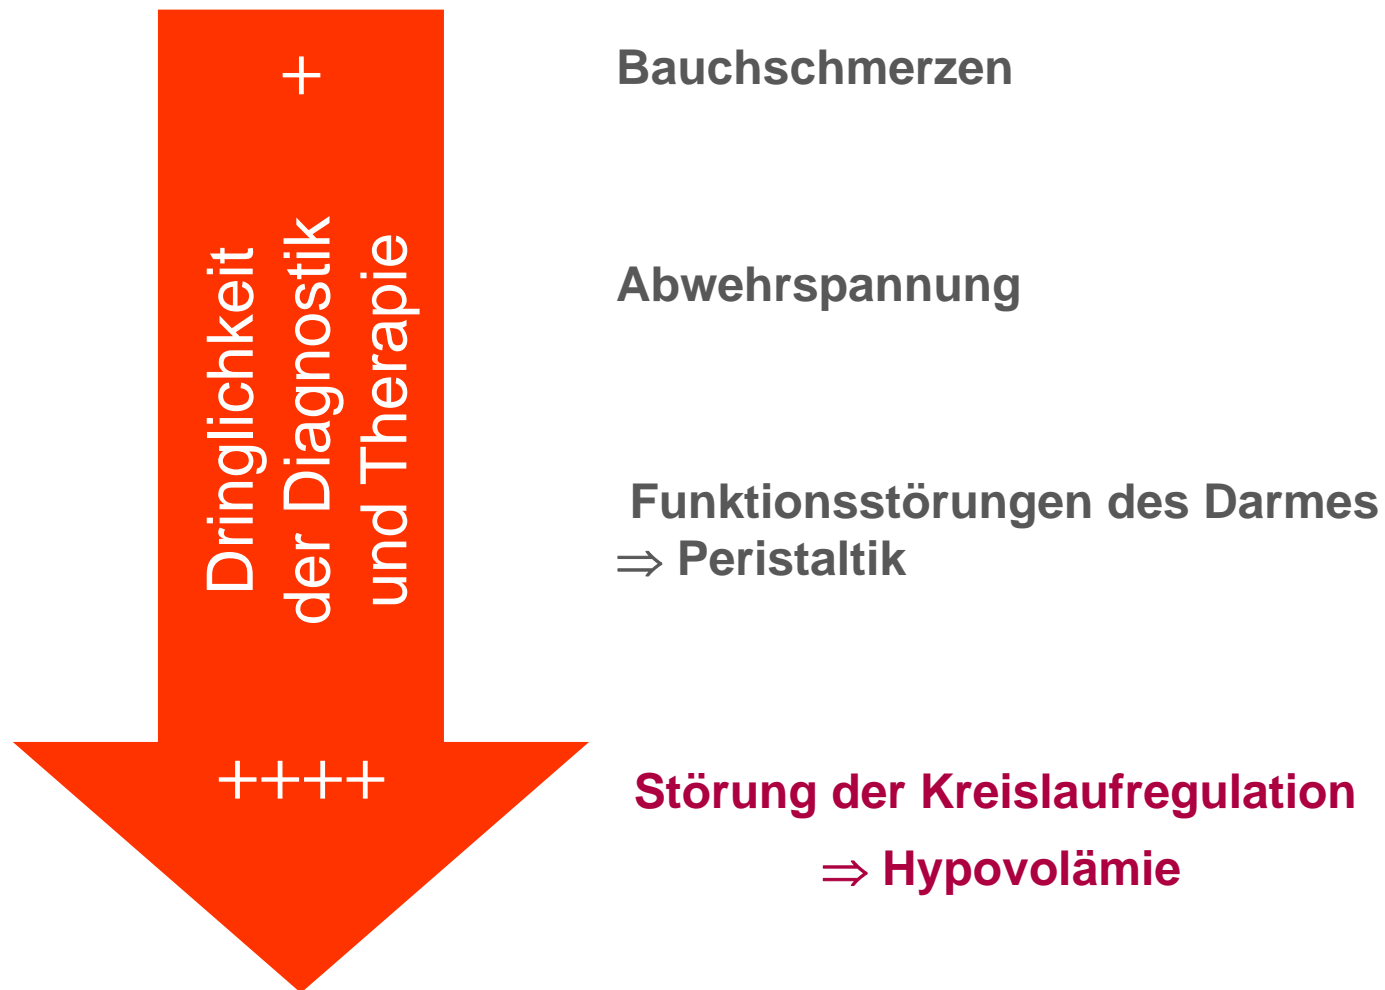 +
Dringlichkeit
der Diagnostik
und Therapie
++++
Bauchschmerzen
Abwehrspannung
Funktionsstörungen des Darmes
⇒ Peristaltik
Störung der Kreislaufregulation
⇒ Hypovolämie